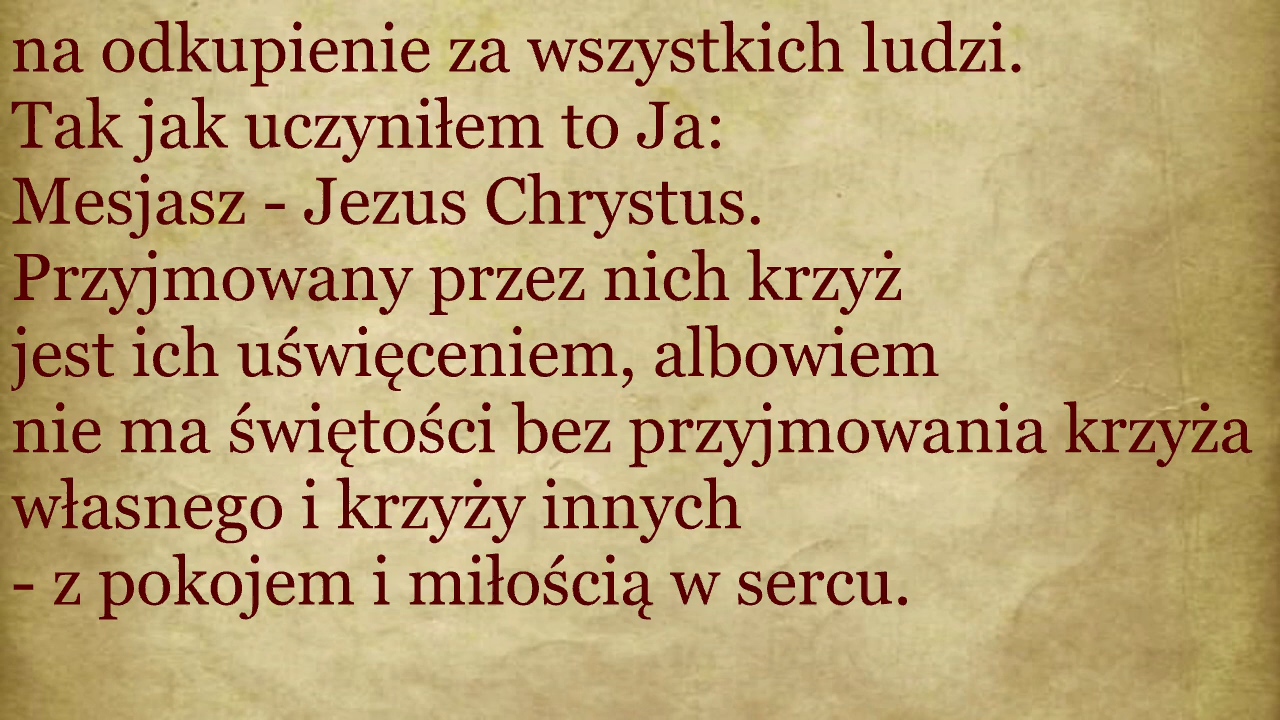 na odkupienie za wszystkich ludzi.
Tak jak uczyniłem to Ja:
Mesjasz - Jezus Chrystus.
Przyjmowany przez nich krzyż
jest ich uświęceniem, albowiem
nie ma świętości bez przyjmowania krzyża
własnego i krzyży innych
- z pokojem i miłością w sercu.